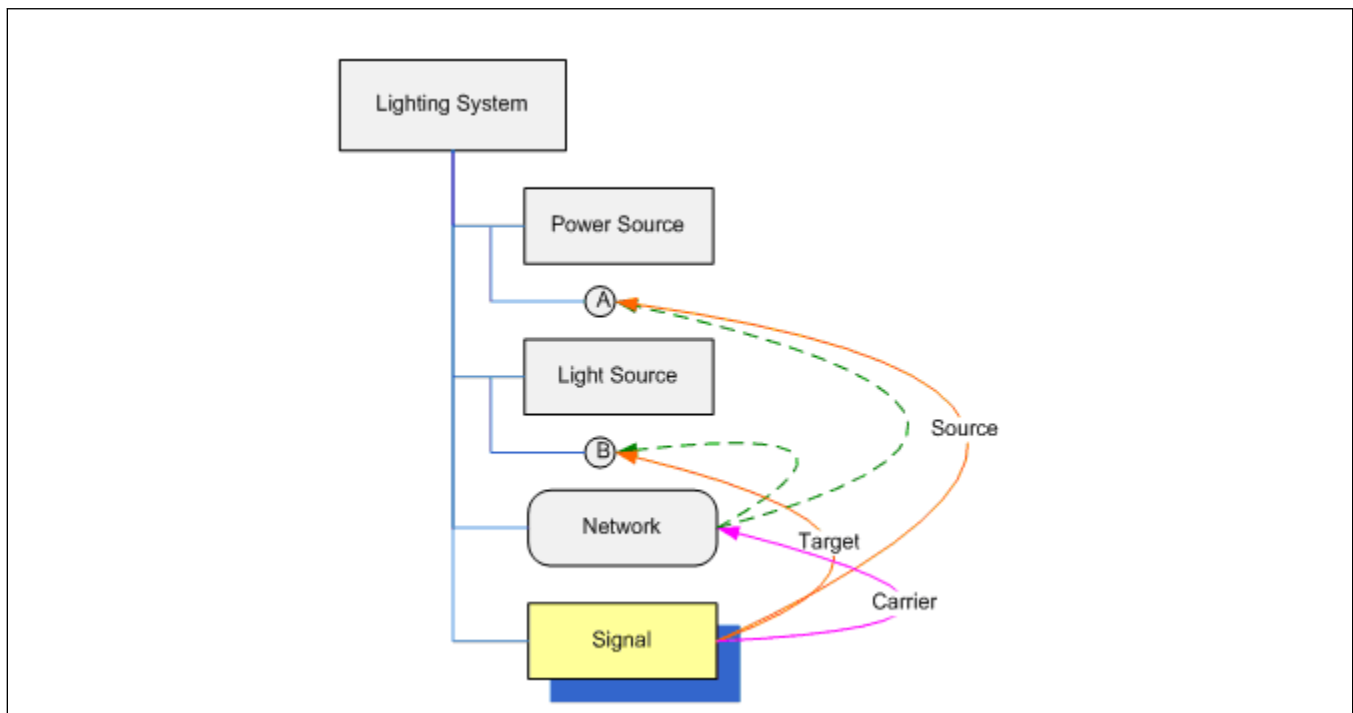 Lighting System
Power Source
A
Light Source
Source
B
Network
Target
Carrier
Signal